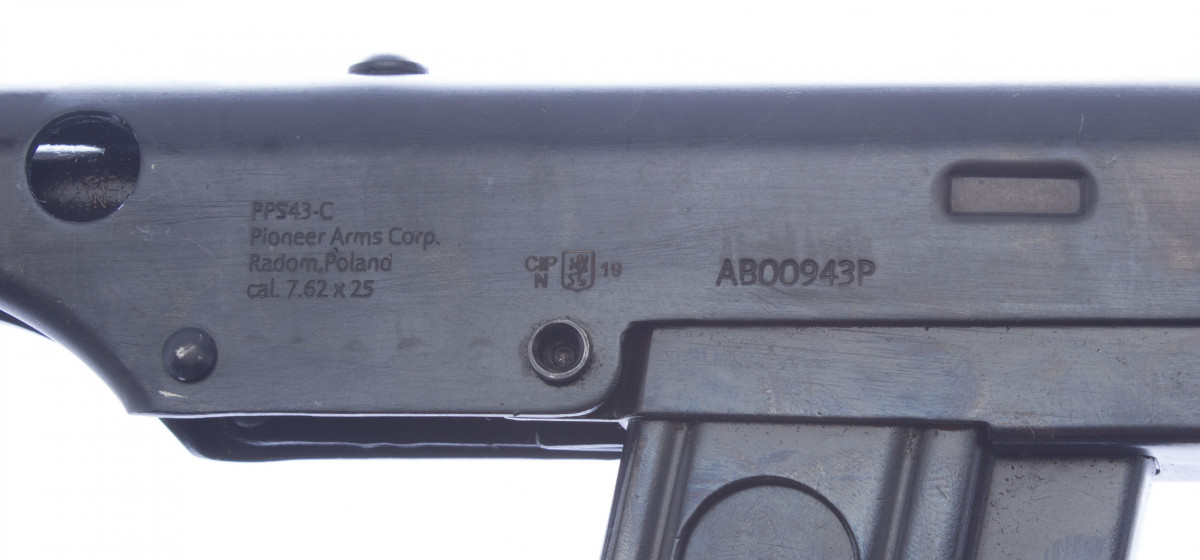 PPS43-C
Pioneer Arms Corp.
Radom,Poland
cal. 7.62 x 25
CIP
N
19
AB00943P